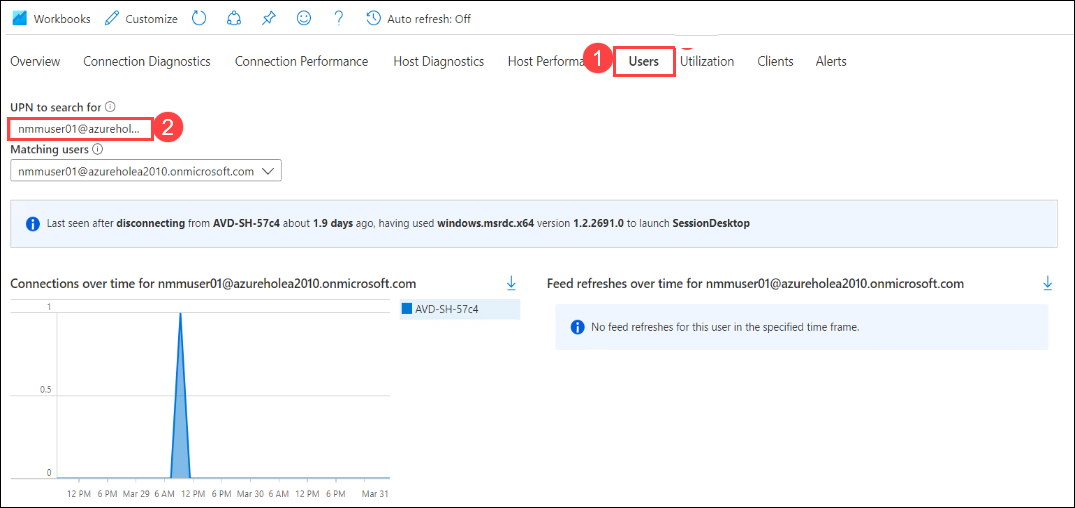 Workbooks Customize ? Auto refresh: Off
Overview Connection Diagnostics Connection Performance Host Diagnostics Host Performa 1 Users Utilization Clients Alerts
UPN to search for
nmmuser01@azurehol... 2
Matching users
nmmuser01@azureholea2010.onmicrosoft.com
Last seen after disconnecting from AVD-SH-57c4 about 1.9 days ago, having used windows.msrdc.x64 version 1.2.2691.0 to launch SessionDesktop
Connections over time for nmmuser01@azureholea2010.onmicrosoft.com
1
0.5
0
12 PM 6 PM Mar 29 6 AM 12 PM 6 PM Mar 30 6 AM 12 PM 6 PM Mar 31
AVD-SH-57c4
Feed refreshes over time for nmmuser01@azureholea2010.onmicrosoft.com
No feed refreshes for this user in the specified time frame.